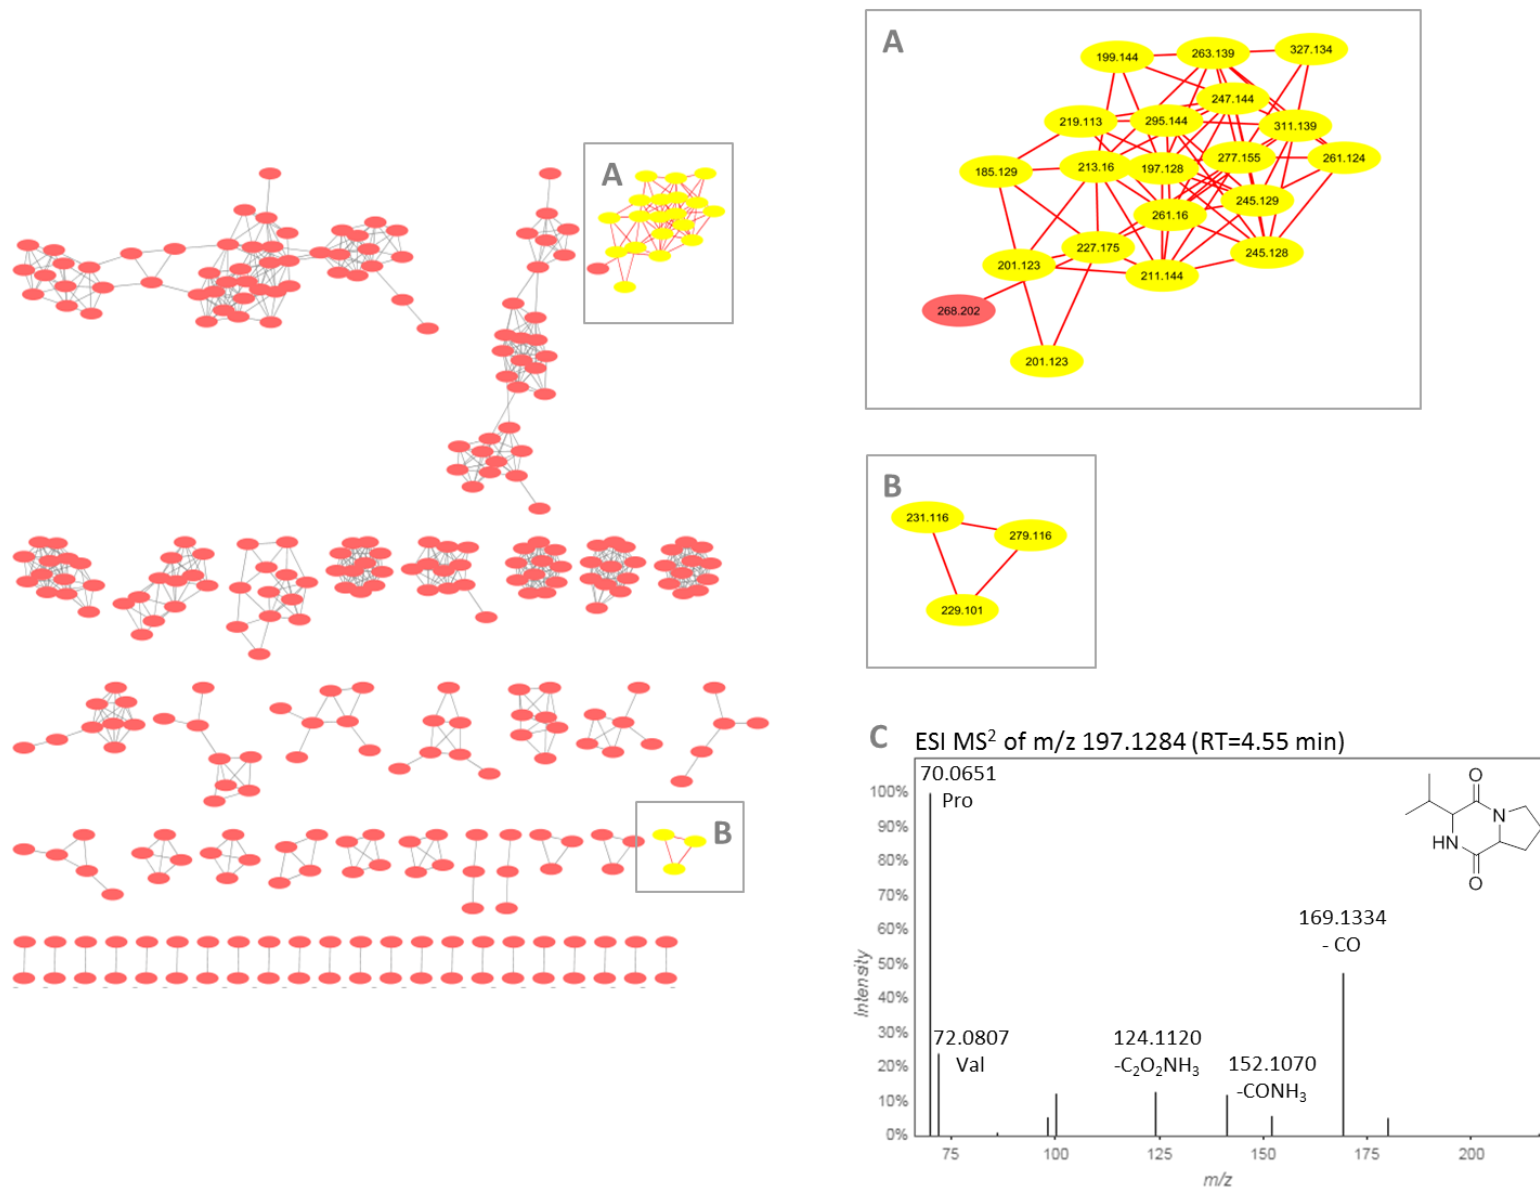 A
B
A
199.144
263.139
327.134
247.144
219.113
295.144
311.139
185.129
213.16
197.128
277.155
261.124
245.129
261.16
227.175
245.128
201.123
211.144
268.202
201.123
B
231.116
279.116
229.101
C
ESI MS² of m/z 197.1284 (RT=4.55 min)
70.0651
Pro
100%
90%
80%
70%
60%
50%
40%
30%
20%
10%
0%
Intensity
72.0807
Val
124.1120
-C₂O₂NH₃
152.1070
-CONH₃
169.1334
- CO
O
N
HN
O
75
100
125
150
175
200
m/z